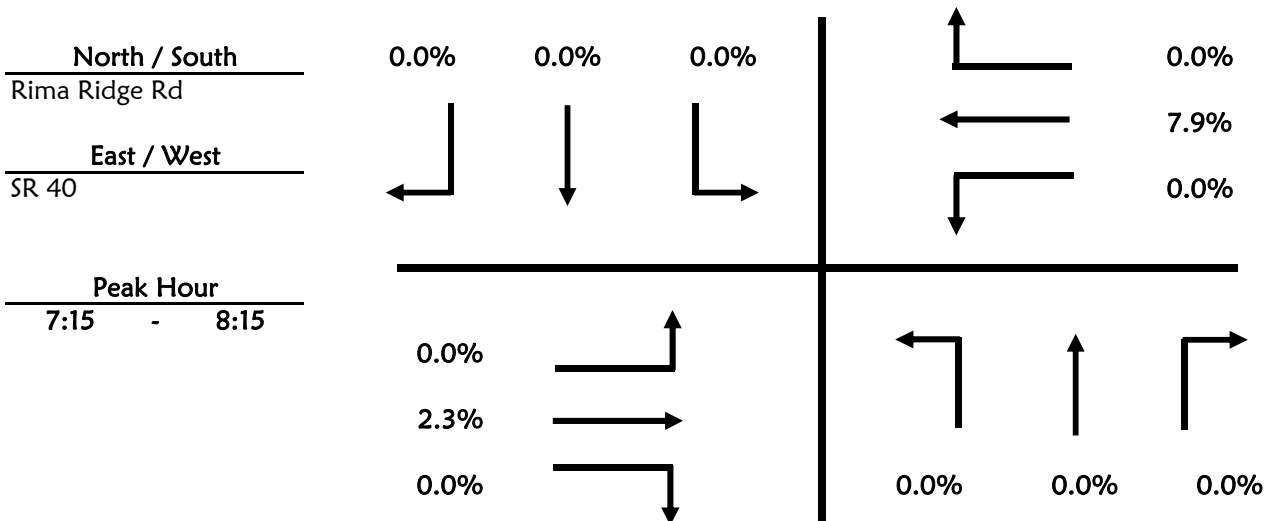 North / South
Rima Ridge Rd
East / West
SR 40
Peak Hour
7:15 - 8:15
0.0% 0.0% 0.0%
0.0%
7.9%
0.0%
0.0%
2.3%
0.0%
0.0% 0.0% 0.0%